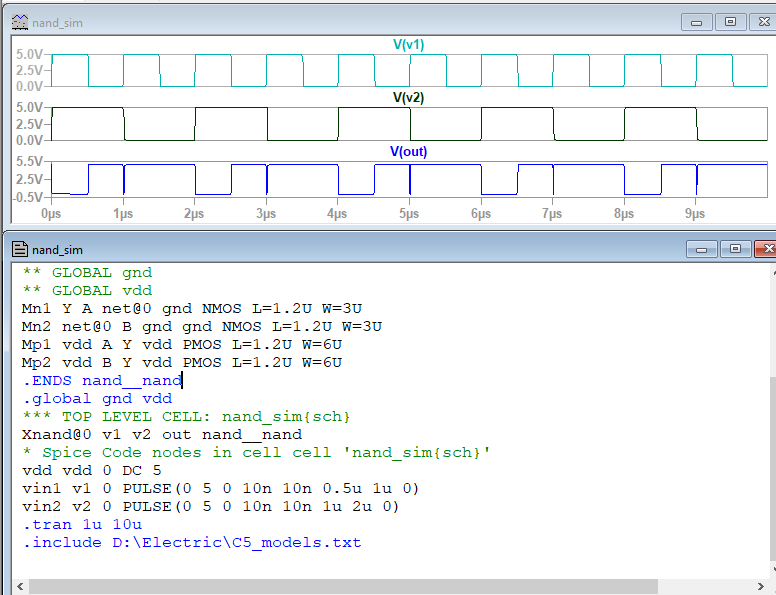 nand_sim
V(v1)
5.0V
2.5V
0.0V
V(v2)
5.0V
2.5V
0.0V
V(out)
5.5V
2.5V
-0.5V
0µs 1µs 2µs 3µs 4µs 5µs 6µs 7µs 8µs 9µs
nand_sim
** GLOBAL gnd
** GLOBAL vdd
Mn1 Y A net@0 gnd NMOS L=1.2U W=3U
Mn2 net@0 B gnd gnd NMOS L=1.2U W=3U
Mp1 vdd A Y vdd PMOS L=1.2U W=6U
Mp2 vdd B Y vdd PMOS L=1.2U W=6U
.ENDS nand__nand
.global gnd vdd
*** TOP LEVEL CELL: nand_sim{sch}
Xnand@0 v1 v2 out nand__nand
* Spice Code nodes in cell cell 'nand_sim{sch}'
vdd vdd 0 DC 5
vin1 v1 0 PULSE(0 5 0 10n 10n 0.5u 1u 0)
vin2 v2 0 PULSE(0 5 0 10n 10n 1u 2u 0)
.tran 1u 10u
.include D:\Electric\C5_models.txt